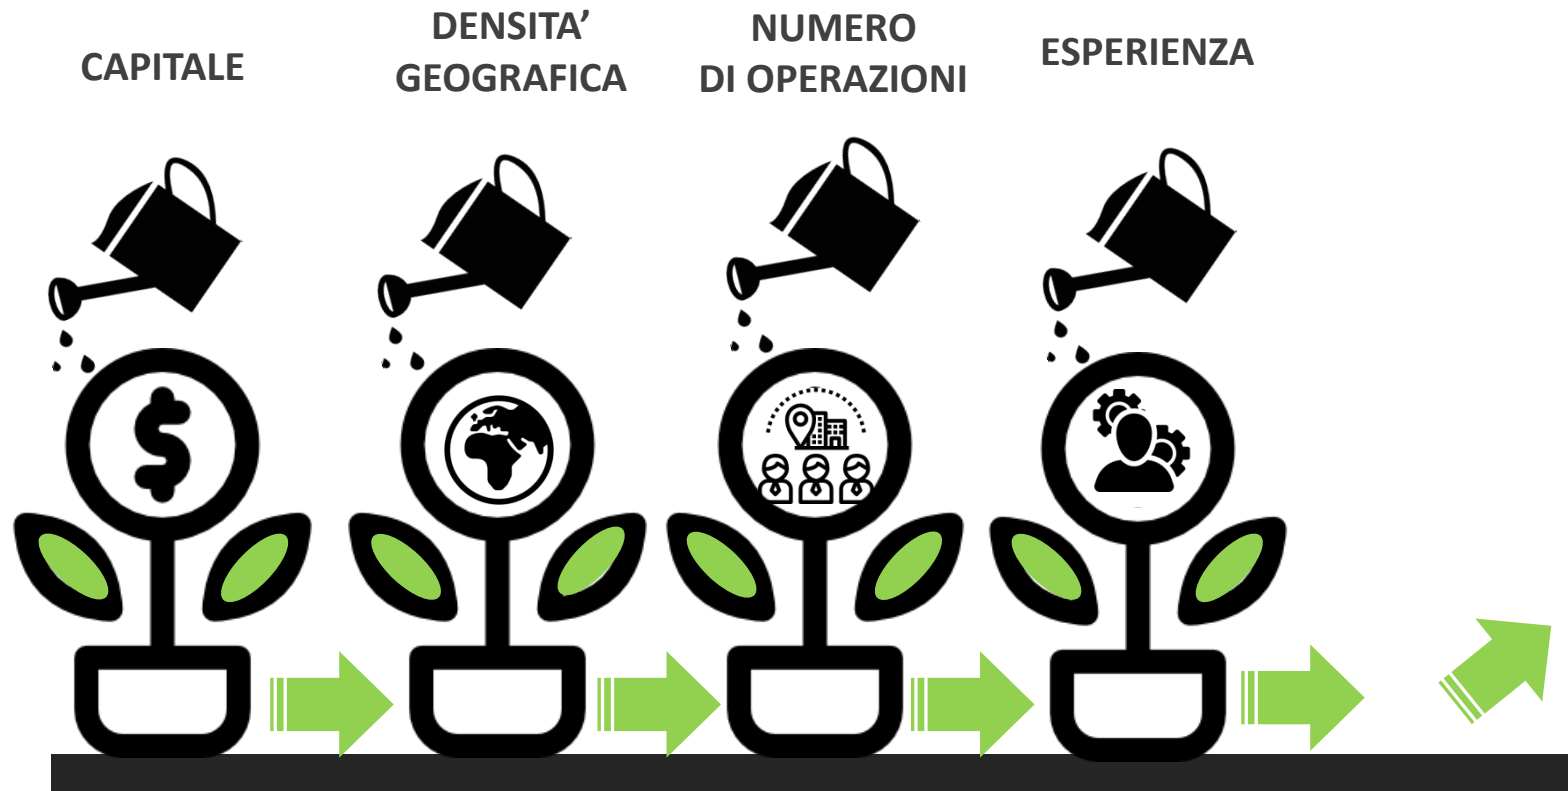 CAPITALE
DENSITA’
GEOGRAFICA
NUMERO
DI OPERAZIONI
ESPERIENZA